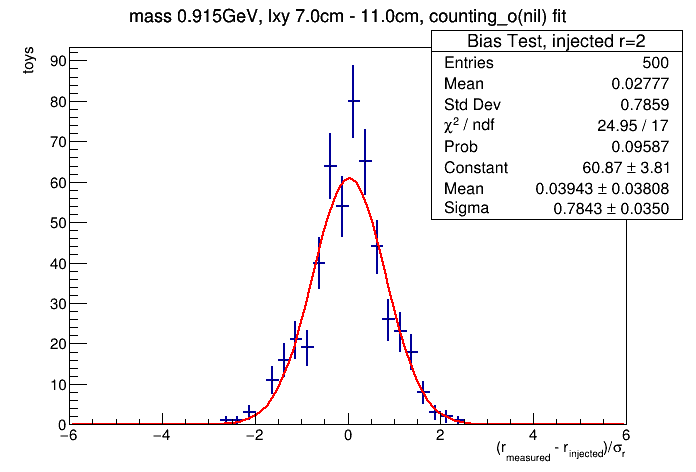 mass 0.915GeV, lxy 7.0cm - 11.0cm, counting_o(nil) fit
Bias Test, injected r=2
Entries 500
Mean 0.02777
Std Dev 0.7859
χ² / ndf 24.95 / 17
Prob 0.09587
Constant 60.87 ± 3.81
Mean 0.03943 ± 0.03808
Sigma 0.7843 ± 0.0350
toys
90
80
70
60
50
40
30
20
10
0
−6 −4 −2 0 2 4 6
(r_measured - r_injected)/σ_r